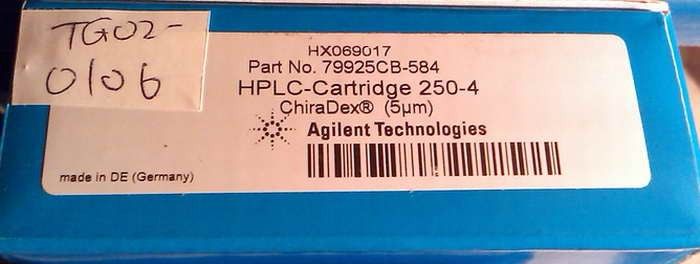 TG02-
0106
HX069017
Part No. 79925CB-584
HPLC-Cartridge 250-4
ChiraDex® (5µm)
Agilent Technologies
made in DE (Germany)